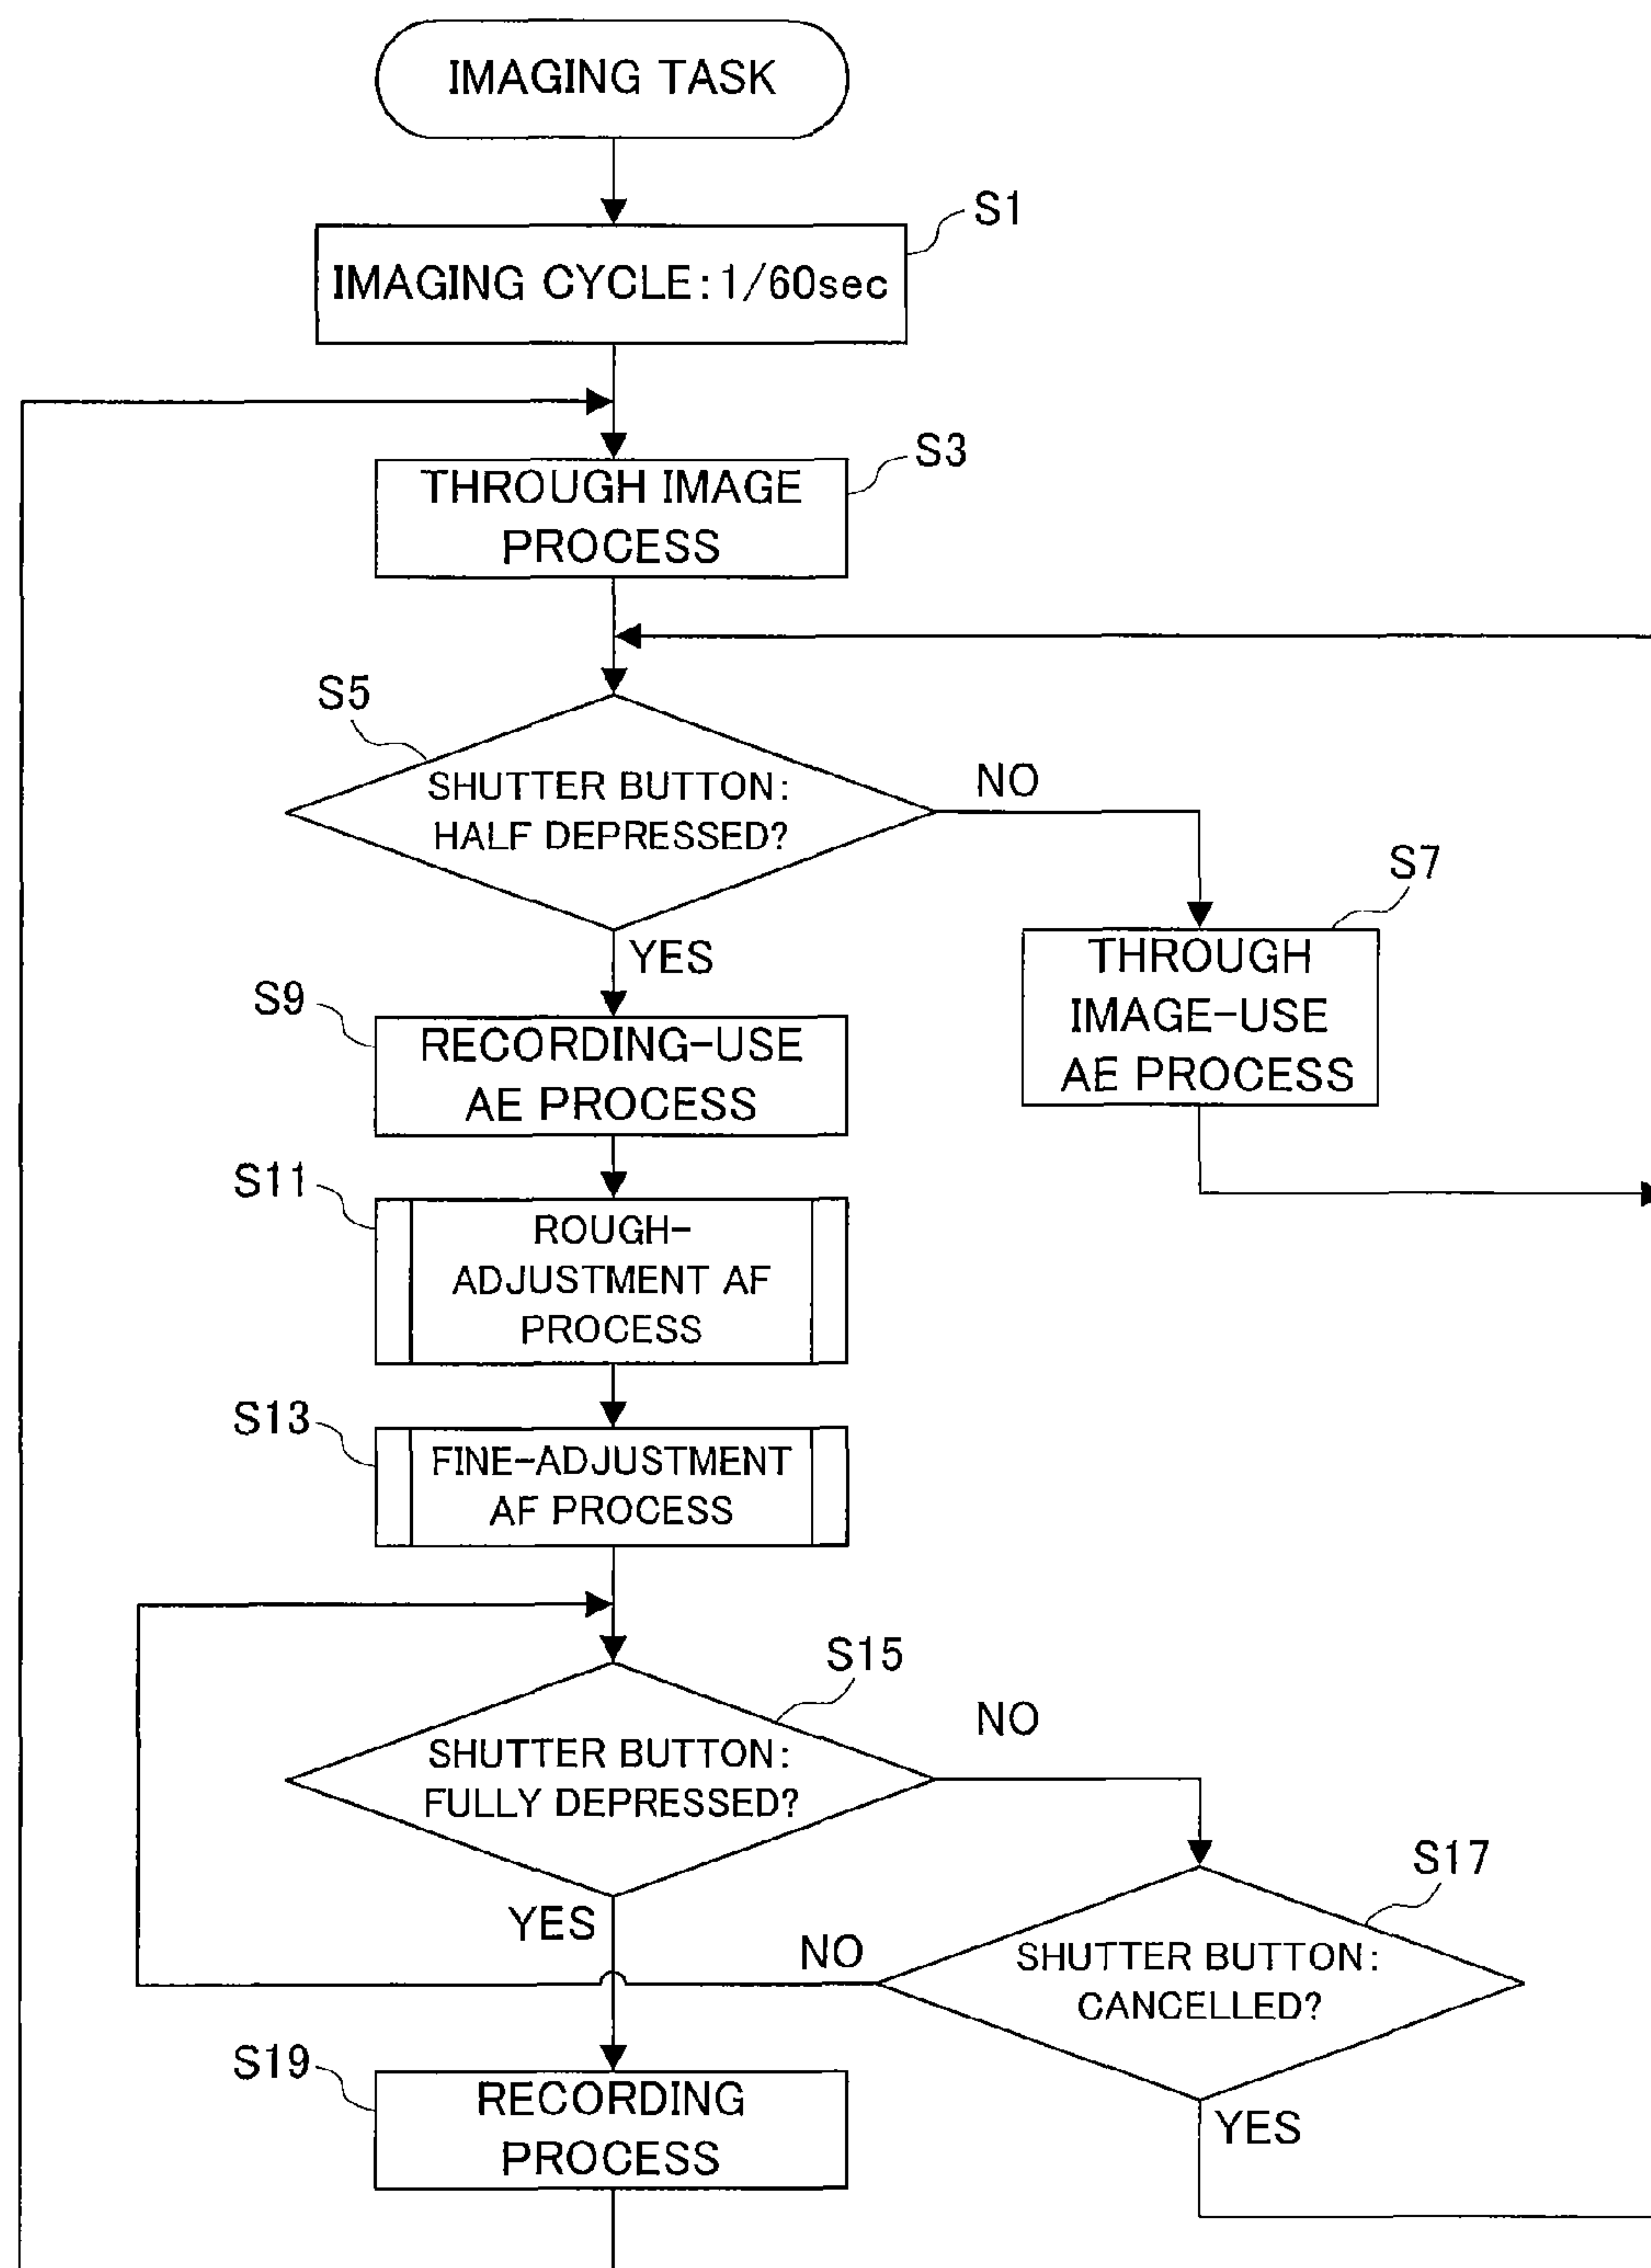 IMAGING TASK
S1
IMAGING CYCLE:1/60sec
S3
THROUGH IMAGE
PROCESS
S5
SHUTTER BUTTON:
HALF DEPRESSED?
NO
YES
S7
THROUGH
IMAGE-USE
AE PROCESS
S9
RECORDING-USE
AE PROCESS
S11
ROUGH-
ADJUSTMENT AF
PROCESS
S13
FINE-ADJUSTMENT
AF PROCESS
S15
SHUTTER BUTTON:
FULLY DEPRESSED?
NO
YES
S17
SHUTTER BUTTON:
CANCELLED?
NO
YES
S19
RECORDING
PROCESS